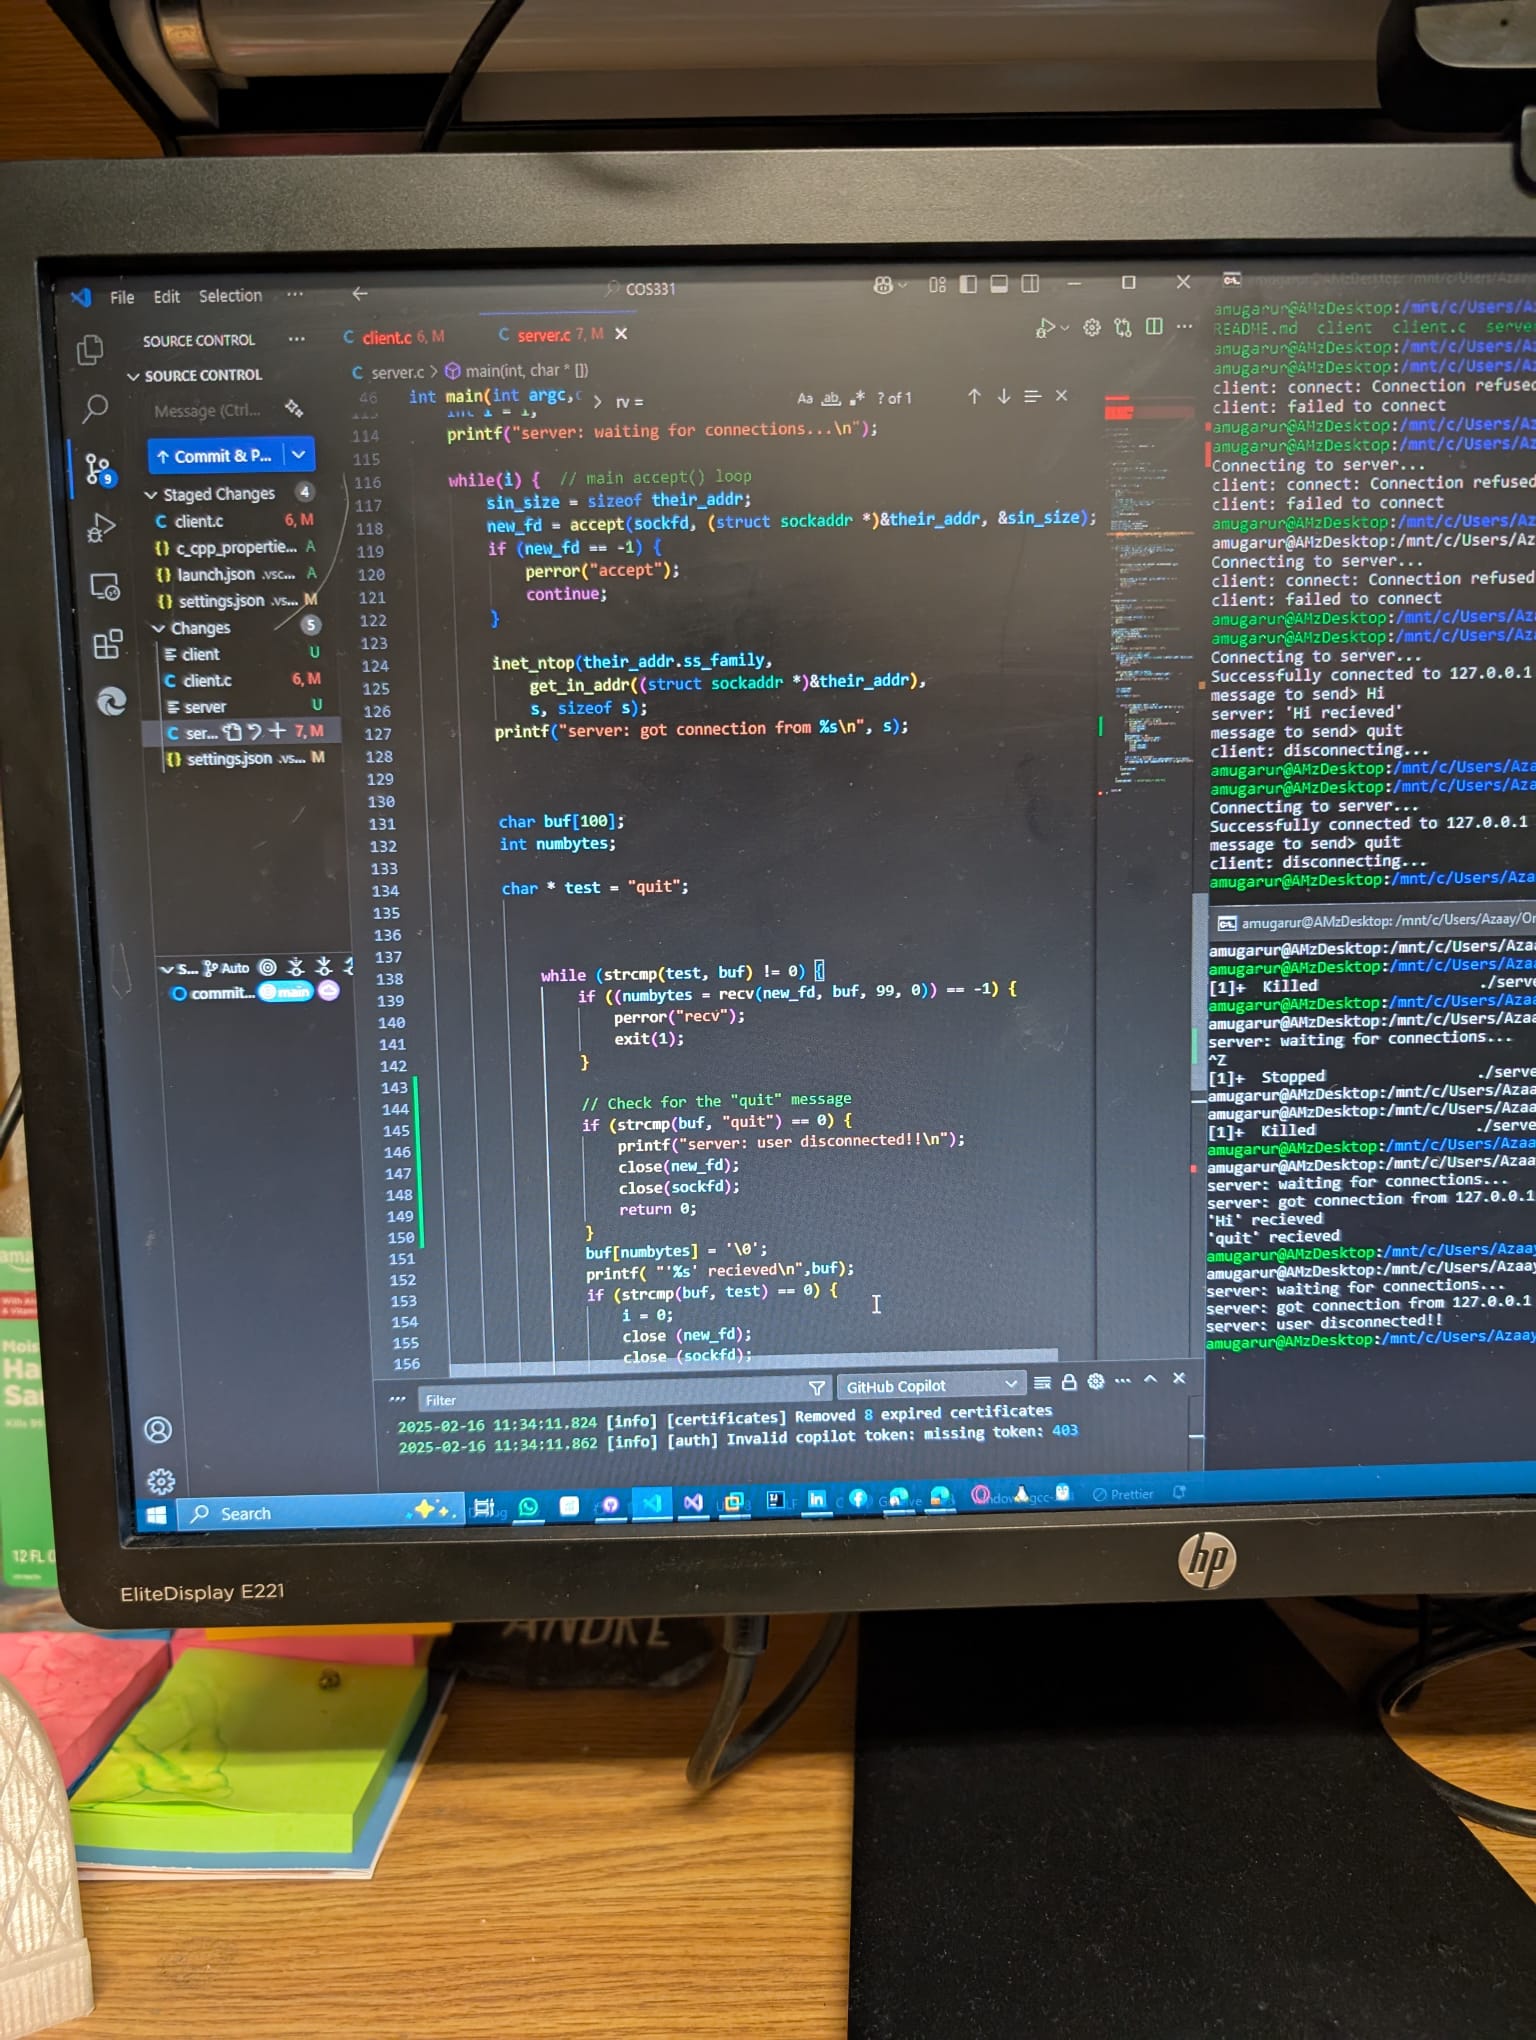 File Edit Selection ... COS331
SOURCE CONTROL ...
client.c 6, M
server.c 7, M
SOURCE CONTROL
server.c > main(int, char * [])
Message (Ctrl...
46 int main(int argc,
rv =
Aa ab .* ? of 1
Commit & P...
Staged Changes 4
client.c 6, M
c_cpp_propertie... A
launch.json .vsc... A
settings.json .vs... M
Changes 5
client U
client.c 6, M
server U
ser... 7, M
settings.json .vs... M
9
S... Auto
commit... main
114 printf("server: waiting for connections...\n");
115
116 while(i) { // main accept() loop
117 sin_size = sizeof their_addr;
118 new_fd = accept(sockfd, (struct sockaddr *)&their_addr, &sin_size);
119 if (new_fd == -1) {
120 perror("accept");
121 continue;
122 }
123
124 inet_ntop(their_addr.ss_family,
125 get_in_addr((struct sockaddr *)&their_addr),
126 s, sizeof s);
127 printf("server: got connection from %s\n", s);
128
129
130
131 char buf[100];
132 int numbytes;
133
134 char * test = "quit";
135
136
137
138 while (strcmp(test, buf) != 0) {
139 if ((numbytes = recv(new_fd, buf, 99, 0)) == -1) {
140 perror("recv");
141 exit(1);
142 }
143
144 // Check for the "quit" message
145 if (strcmp(buf, "quit") == 0) {
146 printf("server: user disconnected!!\n");
147 close(new_fd);
148 close(sockfd);
149 return 0;
150 }
151 buf[numbytes] = '\0';
152 printf( "'%s' recieved\n",buf);
153 if (strcmp(buf, test) == 0) {
154 i = 0;
155 close (new_fd);
156 close (sockfd);
Filter
GitHub Copilot
2025-02-16 11:34:11.824 [info] [certificates] Removed 8 expired certificates
2025-02-16 11:34:11.862 [info] [auth] Invalid copilot token: missing token: 403
Search
Prettier
amugarur@AMzDesktop:/mnt/c/Users/Az
README.md client client.c serve
amugarur@AMzDesktop:/mnt/c/Users/Az
amugarur@AMzDesktop:/mnt/c/Users/Az
client: connect: Connection refused
client: failed to connect
amugarur@AMzDesktop:/mnt/c/Users/Az
amugarur@AMzDesktop:/mnt/c/Users/Az
Connecting to server...
client: connect: Connection refused
client: failed to connect
amugarur@AMzDesktop:/mnt/c/Users/Az
amugarur@AMzDesktop:/mnt/c/Users/Az
Connecting to server...
client: connect: Connection refused
client: failed to connect
amugarur@AMzDesktop:/mnt/c/Users/Az
amugarur@AMzDesktop:/mnt/c/Users/Az
Connecting to server...
Successfully connected to 127.0.0.1
message to send> Hi
server: 'Hi recieved'
message to send> quit
client: disconnecting...
amugarur@AMzDesktop:/mnt/c/Users/Aza
amugarur@AMzDesktop:/mnt/c/Users/Aza
Connecting to server...
Successfully connected to 127.0.0.1
message to send> quit
client: disconnecting...
amugarur@AMzDesktop:/mnt/c/Users/Aza
amugarur@AMzDesktop: /mnt/c/Users/Azaay/On
amugarur@AMzDesktop:/mnt/c/Users/Azaa
amugarur@AMzDesktop:/mnt/c/Users/Azaa
[1]+ Killed ./serve
amugarur@AMzDesktop:/mnt/c/Users/Azaa
amugarur@AMzDesktop:/mnt/c/Users/Azaa
server: waiting for connections...
^Z
[1]+ Stopped ./serve
amugarur@AMzDesktop:/mnt/c/Users/Azaa
amugarur@AMzDesktop:/mnt/c/Users/Azaa
[1]+ Killed ./serve
amugarur@AMzDesktop:/mnt/c/Users/Azaa
amugarur@AMzDesktop:/mnt/c/Users/Azaa
server: waiting for connections...
server: got connection from 127.0.0.1
'Hi' recieved
'quit' recieved
amugarur@AMzDesktop:/mnt/c/Users/Azaay
amugarur@AMzDesktop:/mnt/c/Users/Azaay
server: waiting for connections...
server: got connection from 127.0.0.1
server: user disconnected!!
amugarur@AMzDesktop:/mnt/c/Users/Azaay
hp
EliteDisplay E221
ANDRE
Ha
Sa
12 FL